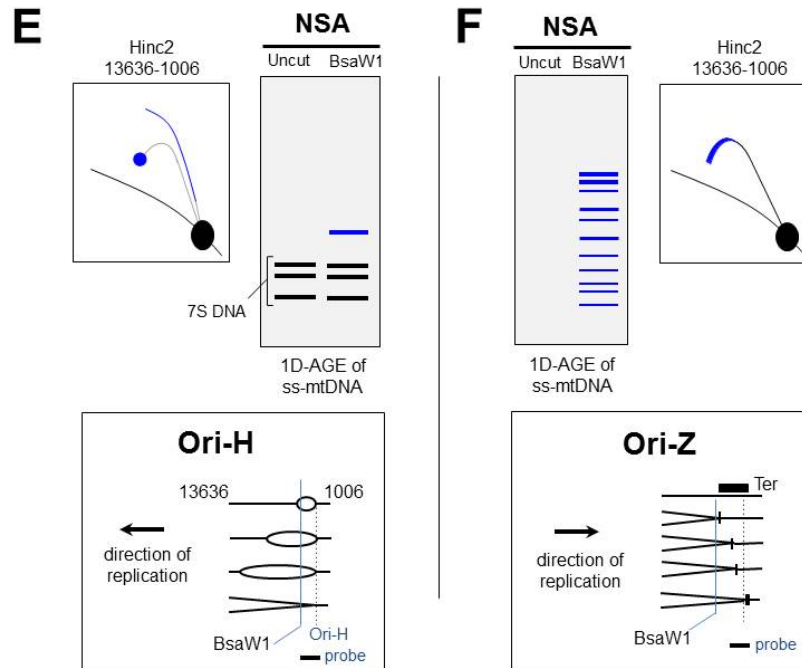 E
Hinc2
13636-1006
NSA
Uncut BsaW1
7S DNA
1D-AGE of
ss-mtDNA
Ori-H
13636 1006
direction of
replication
BsaW1
Ori-H
probe
F
NSA
Uncut BsaW1
Hinc2
13636-1006
1D-AGE of
ss-mtDNA
Ori-Z
Ter
direction of
replication
BsaW1
probe